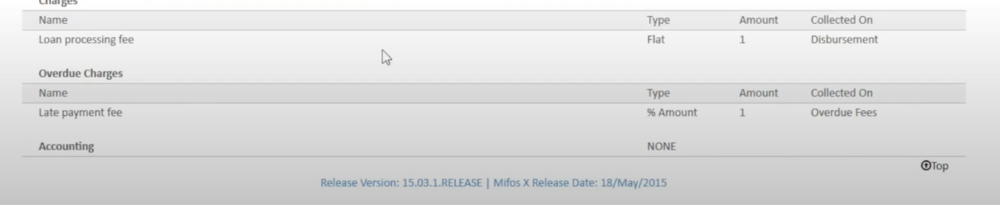 Charges
Name Type Amount Collected On
Loan processing fee Flat 1 Disbursement
Overdue Charges
Name Type Amount Collected On
Late payment fee % Amount 1 Overdue Fees
Accounting NONE
Top
Release Version: 15.03.1.RELEASE | Mifos X Release Date: 18/May/2015